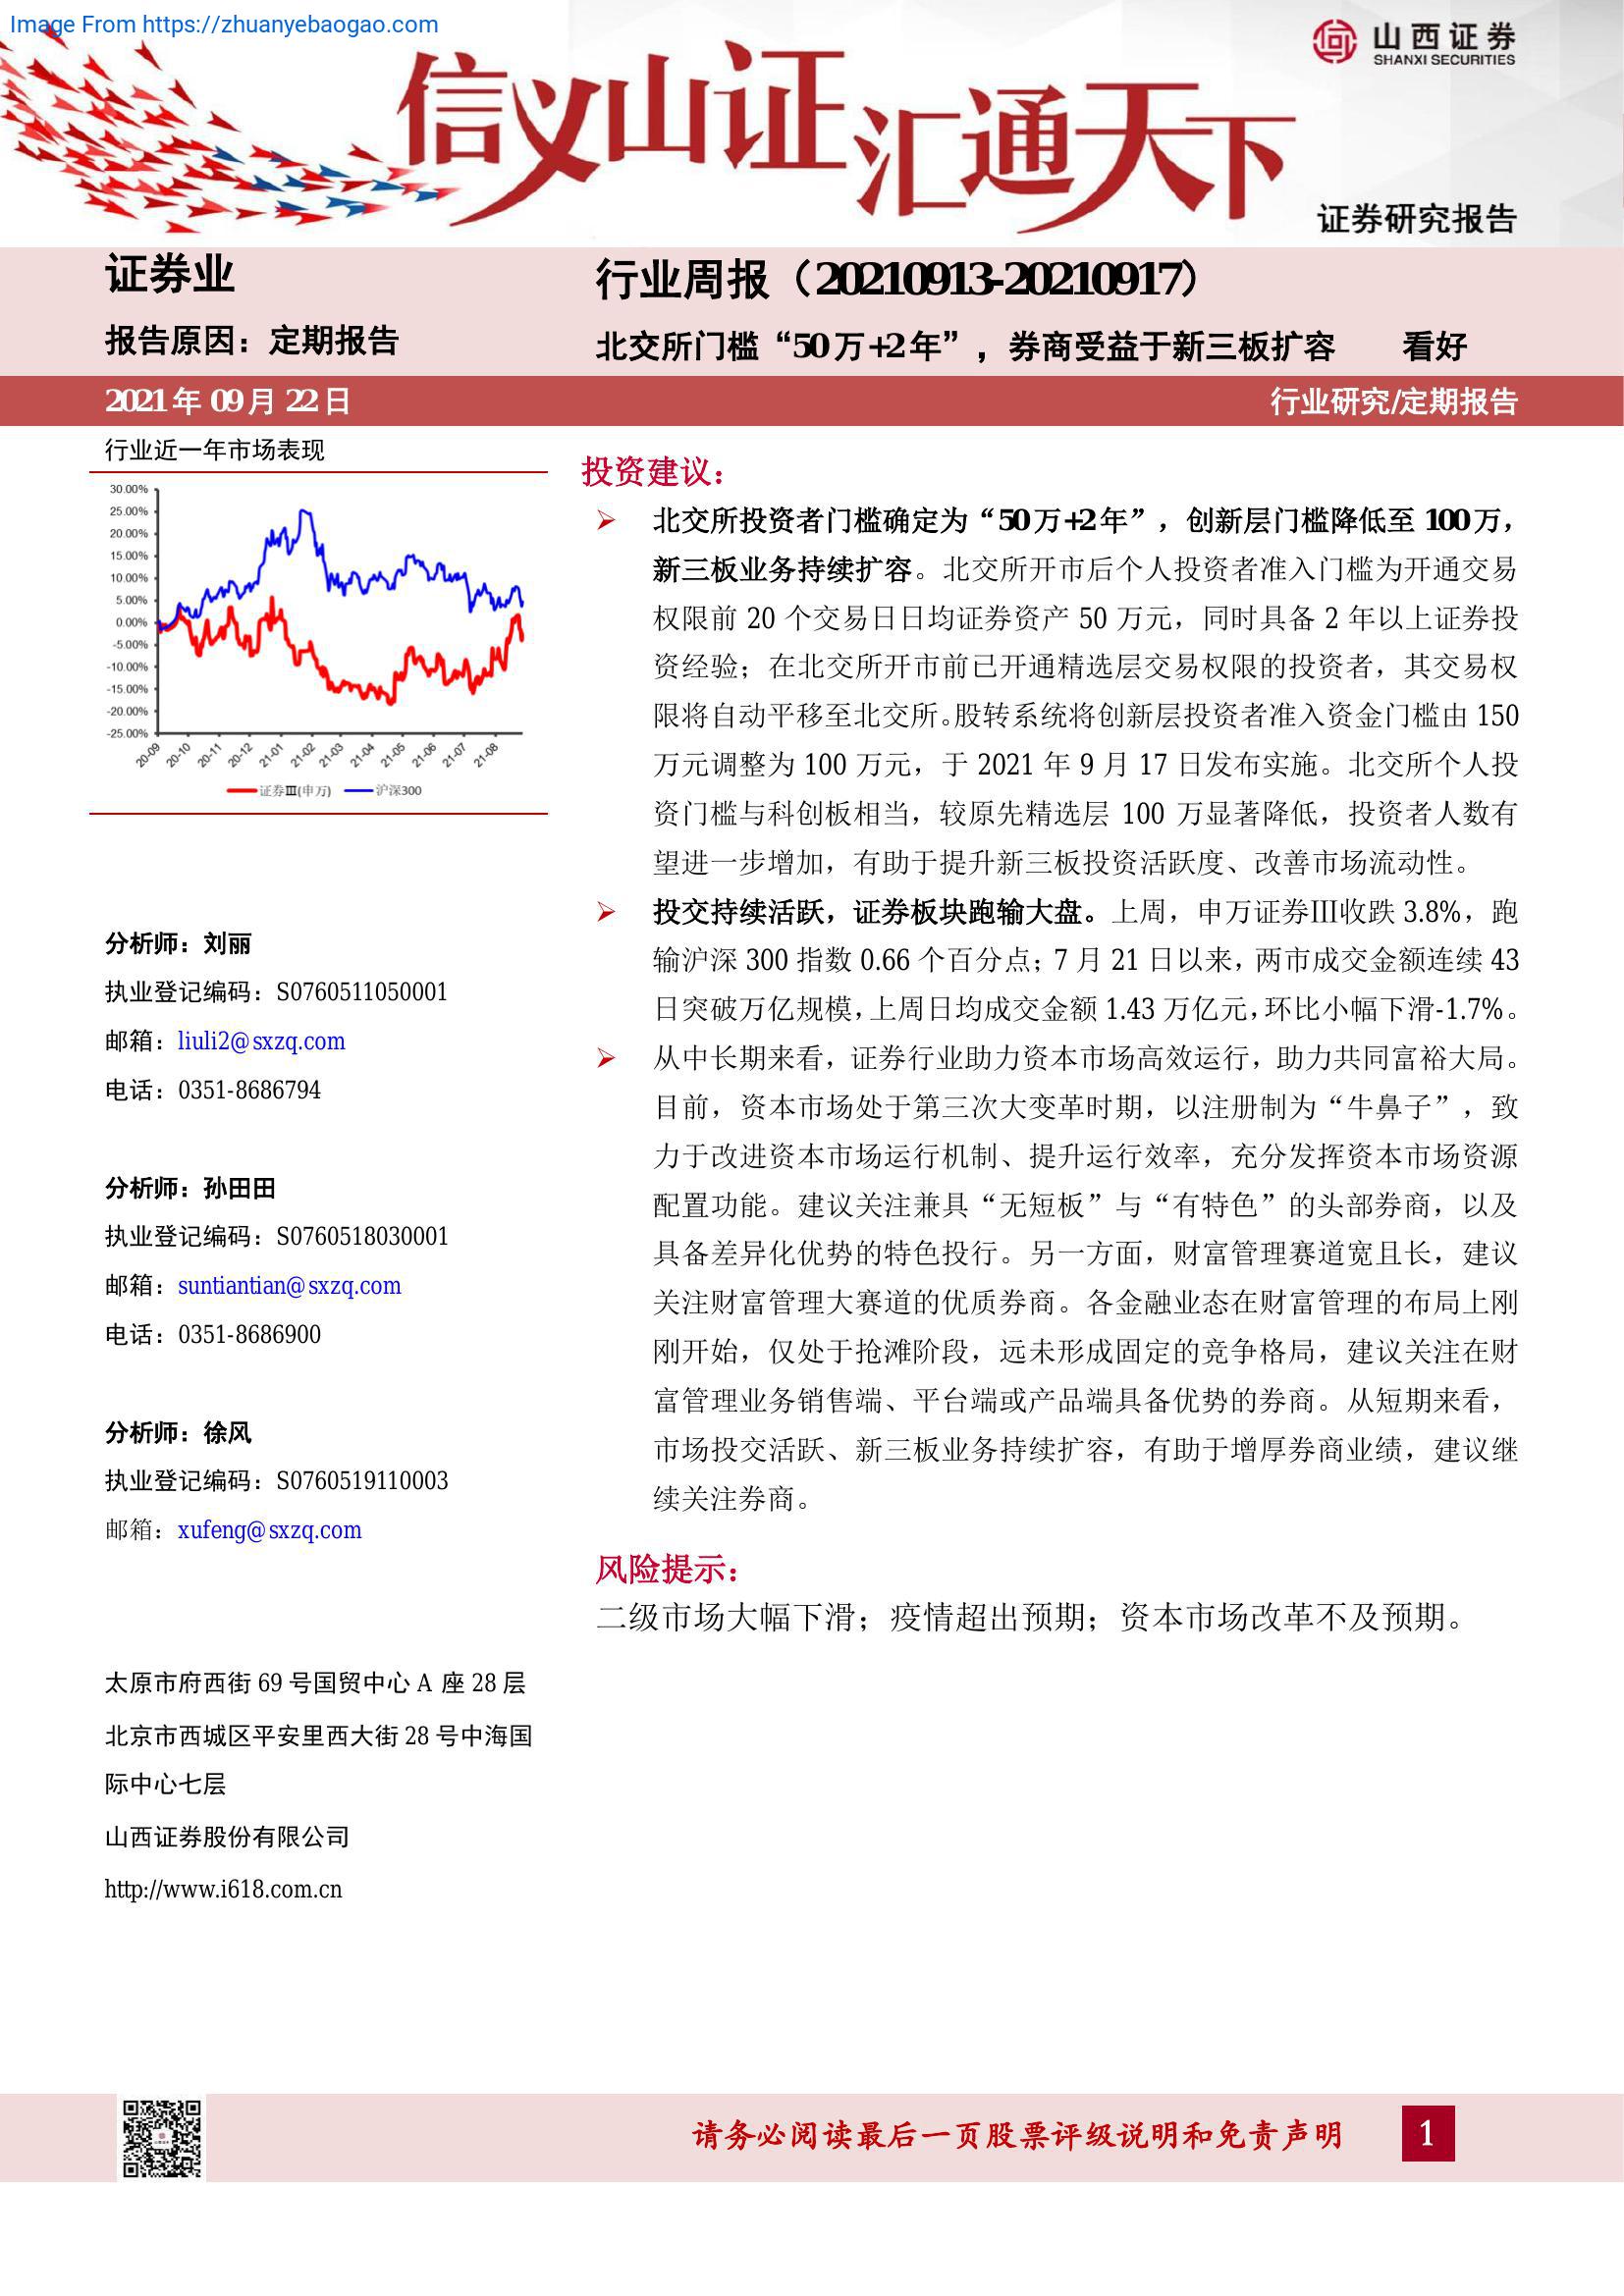 Image From https://zhuanyebaogao.com
山西证券
SHANXI SECURITIES
信义山证汇通天下
证券研究报告
证券业
报告原因：定期报告
行业周报（20210913-20210917）
北交所门槛“50万+2年”，券商受益于新三板扩容 看好
2021年09月22日
行业研究/定期报告
行业近一年市场表现
30.00%
25.00%
20.00%
15.00%
10.00%
5.00%
0.00%
-5.00%
-10.00%
-15.00%
-20.00%
-25.00%
20-09 20-10 20-11 20-12 21-01 21-02 21-03 21-04 21-05 21-06 21-07 21-08
证券Ⅲ(申万) 沪深300
分析师：刘丽
执业登记编码：S0760511050001
邮箱：liuli2@sxzq.com
电话：0351-8686794
分析师：孙田田
执业登记编码：S0760518030001
邮箱：suntiantian@sxzq.com
电话：0351-8686900
分析师：徐风
执业登记编码：S0760519110003
邮箱：xufeng@sxzq.com
太原市府西街69号国贸中心A座28层
北京市西城区平安里西大街28号中海国
际中心七层
山西证券股份有限公司
http://www.i618.com.cn
投资建议：
北交所投资者门槛确定为“50万+2年”，创新层门槛降低至100万，
新三板业务持续扩容。北交所开市后个人投资者准入门槛为开通交易
权限前20个交易日日均证券资产50万元，同时具备2年以上证券投
资经验；在北交所开市前已开通精选层交易权限的投资者，其交易权
限将自动平移至北交所。股转系统将创新层投资者准入资金门槛由150
万元调整为100万元，于2021年9月17日发布实施。北交所个人投
资门槛与科创板相当，较原先精选层100万显著降低，投资者人数有
望进一步增加，有助于提升新三板投资活跃度、改善市场流动性。
投交持续活跃，证券板块跑输大盘。上周，申万证券Ⅲ收跌3.8%，跑
输沪深300指数0.66个百分点；7月21日以来，两市成交金额连续43
日突破万亿规模，上周日均成交金额1.43万亿元，环比小幅下滑-1.7%。
从中长期来看，证券行业助力资本市场高效运行，助力共同富裕大局。
目前，资本市场处于第三次大变革时期，以注册制为“牛鼻子”，致
力于改进资本市场运行机制、提升运行效率，充分发挥资本市场资源
配置功能。建议关注兼具“无短板”与“有特色”的头部券商，以及
具备差异化优势的特色投行。另一方面，财富管理赛道宽且长，建议
关注财富管理大赛道的优质券商。各金融业态在财富管理的布局上刚
刚开始，仅处于抢滩阶段，远未形成固定的竞争格局，建议关注在财
富管理业务销售端、平台端或产品端具备优势的券商。从短期来看，
市场投交活跃、新三板业务持续扩容，有助于增厚券商业绩，建议继
续关注券商。
风险提示：
二级市场大幅下滑；疫情超出预期；资本市场改革不及预期。
请务必阅读最后一页股票评级说明和免责声明
1